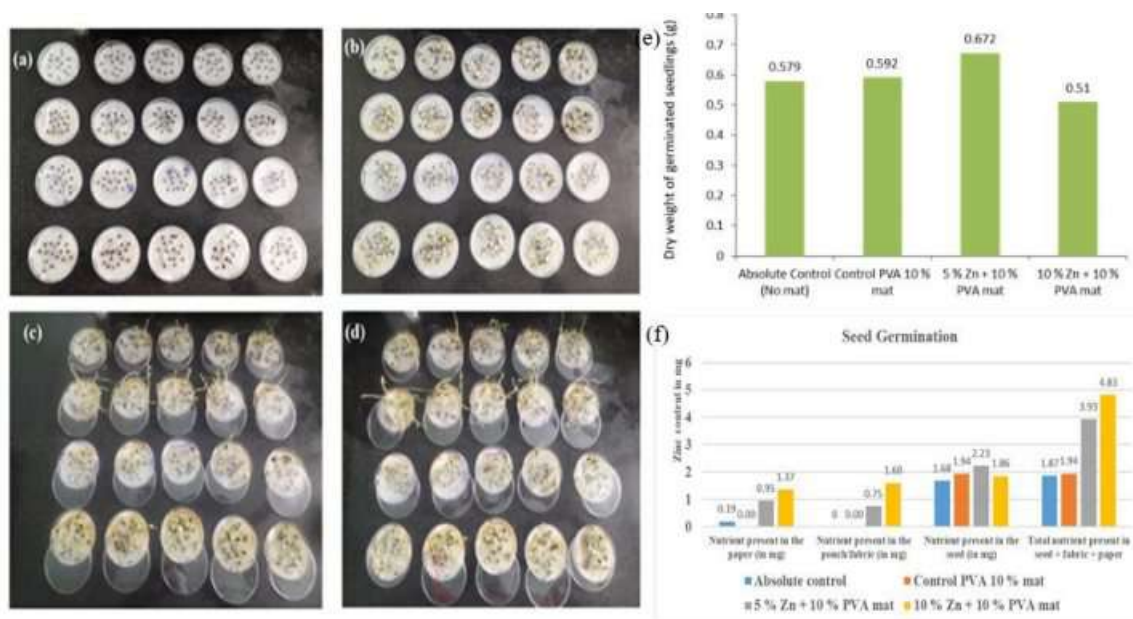 (a)
(b)
(c)
(d)
(e)
Dry weight of germinated seedlings (g)
0.8
0.7
0.6
0.5
0.4
0.3
0.2
0.1
0
0.579
0.592
0.672
0.51
Absolute Control
(No mat)
Control PVA 10 %
mat
5 % Zn + 10 %
PVA mat
10 % Zn + 10 %
PVA mat
(f)
Seed Germination
Zinc content in mg
6
5
4
3
2
1
0
0.19
0.00
0.95
1.37
0
0.00
0.75
1.60
1.68
1.94
2.23
1.86
1.87
1.94
3.93
4.83
Nutrient present in the
paper (in mg)
Nutrient present in the
pouch/fabric (in mg)
Nutrient present in the
seed (in mg)
Total nutrient present in
seed + fabric + paper
Absolute control
Control PVA 10 % mat
5 % Zn + 10 % PVA mat
10 % Zn + 10 % PVA mat